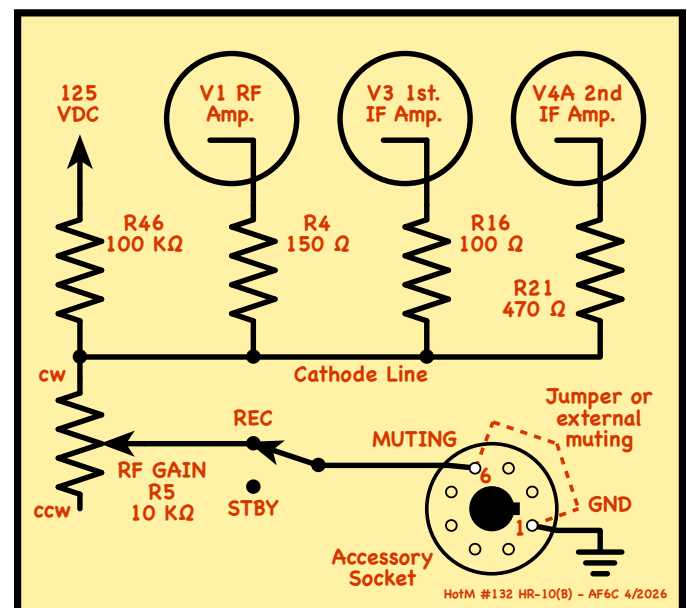 125
VDC
V1 RF
Amp.
V3 1st.
IF Amp.
V4A 2nd
IF Amp.
R46
100 KΩ
R4
150 Ω
R16
100 Ω
R21
470 Ω
cw
Cathode Line
REC
MUTING
Jumper or
external
muting
RF GAIN
R5
10 KΩ
ccw
STBY
6
GND
1
Accessory
Socket
HotM #132 HR-10(B) - AF6C 4/2026